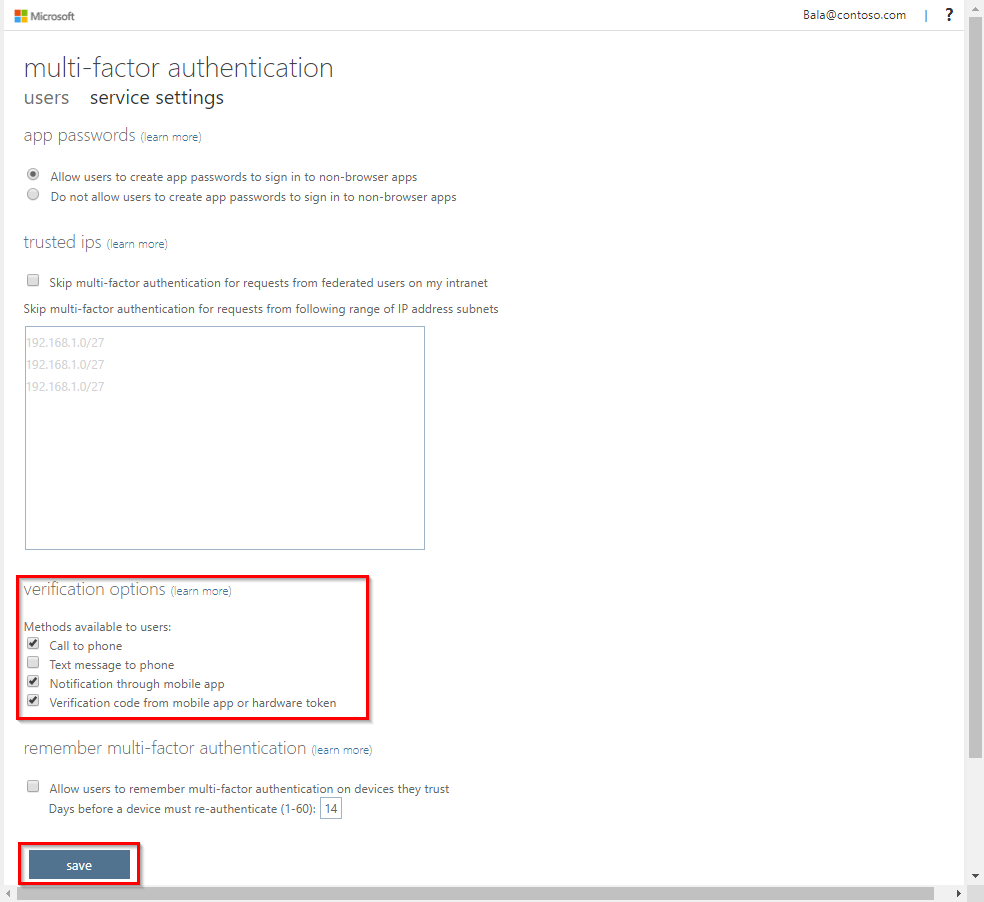 Microsoft
Bala@contoso.com | ?
multi-factor authentication
users service settings
app passwords (learn more)
Allow users to create app passwords to sign in to non-browser apps
Do not allow users to create app passwords to sign in to non-browser apps
trusted ips (learn more)
Skip multi-factor authentication for requests from federated users on my intranet
Skip multi-factor authentication for requests from following range of IP address subnets
192.168.1.0/27
192.168.1.0/27
192.168.1.0/27
verification options (learn more)
Methods available to users:
Call to phone
Text message to phone
Notification through mobile app
Verification code from mobile app or hardware token
remember multi-factor authentication (learn more)
Allow users to remember multi-factor authentication on devices they trust
Days before a device must re-authenticate (1-60): 14
save